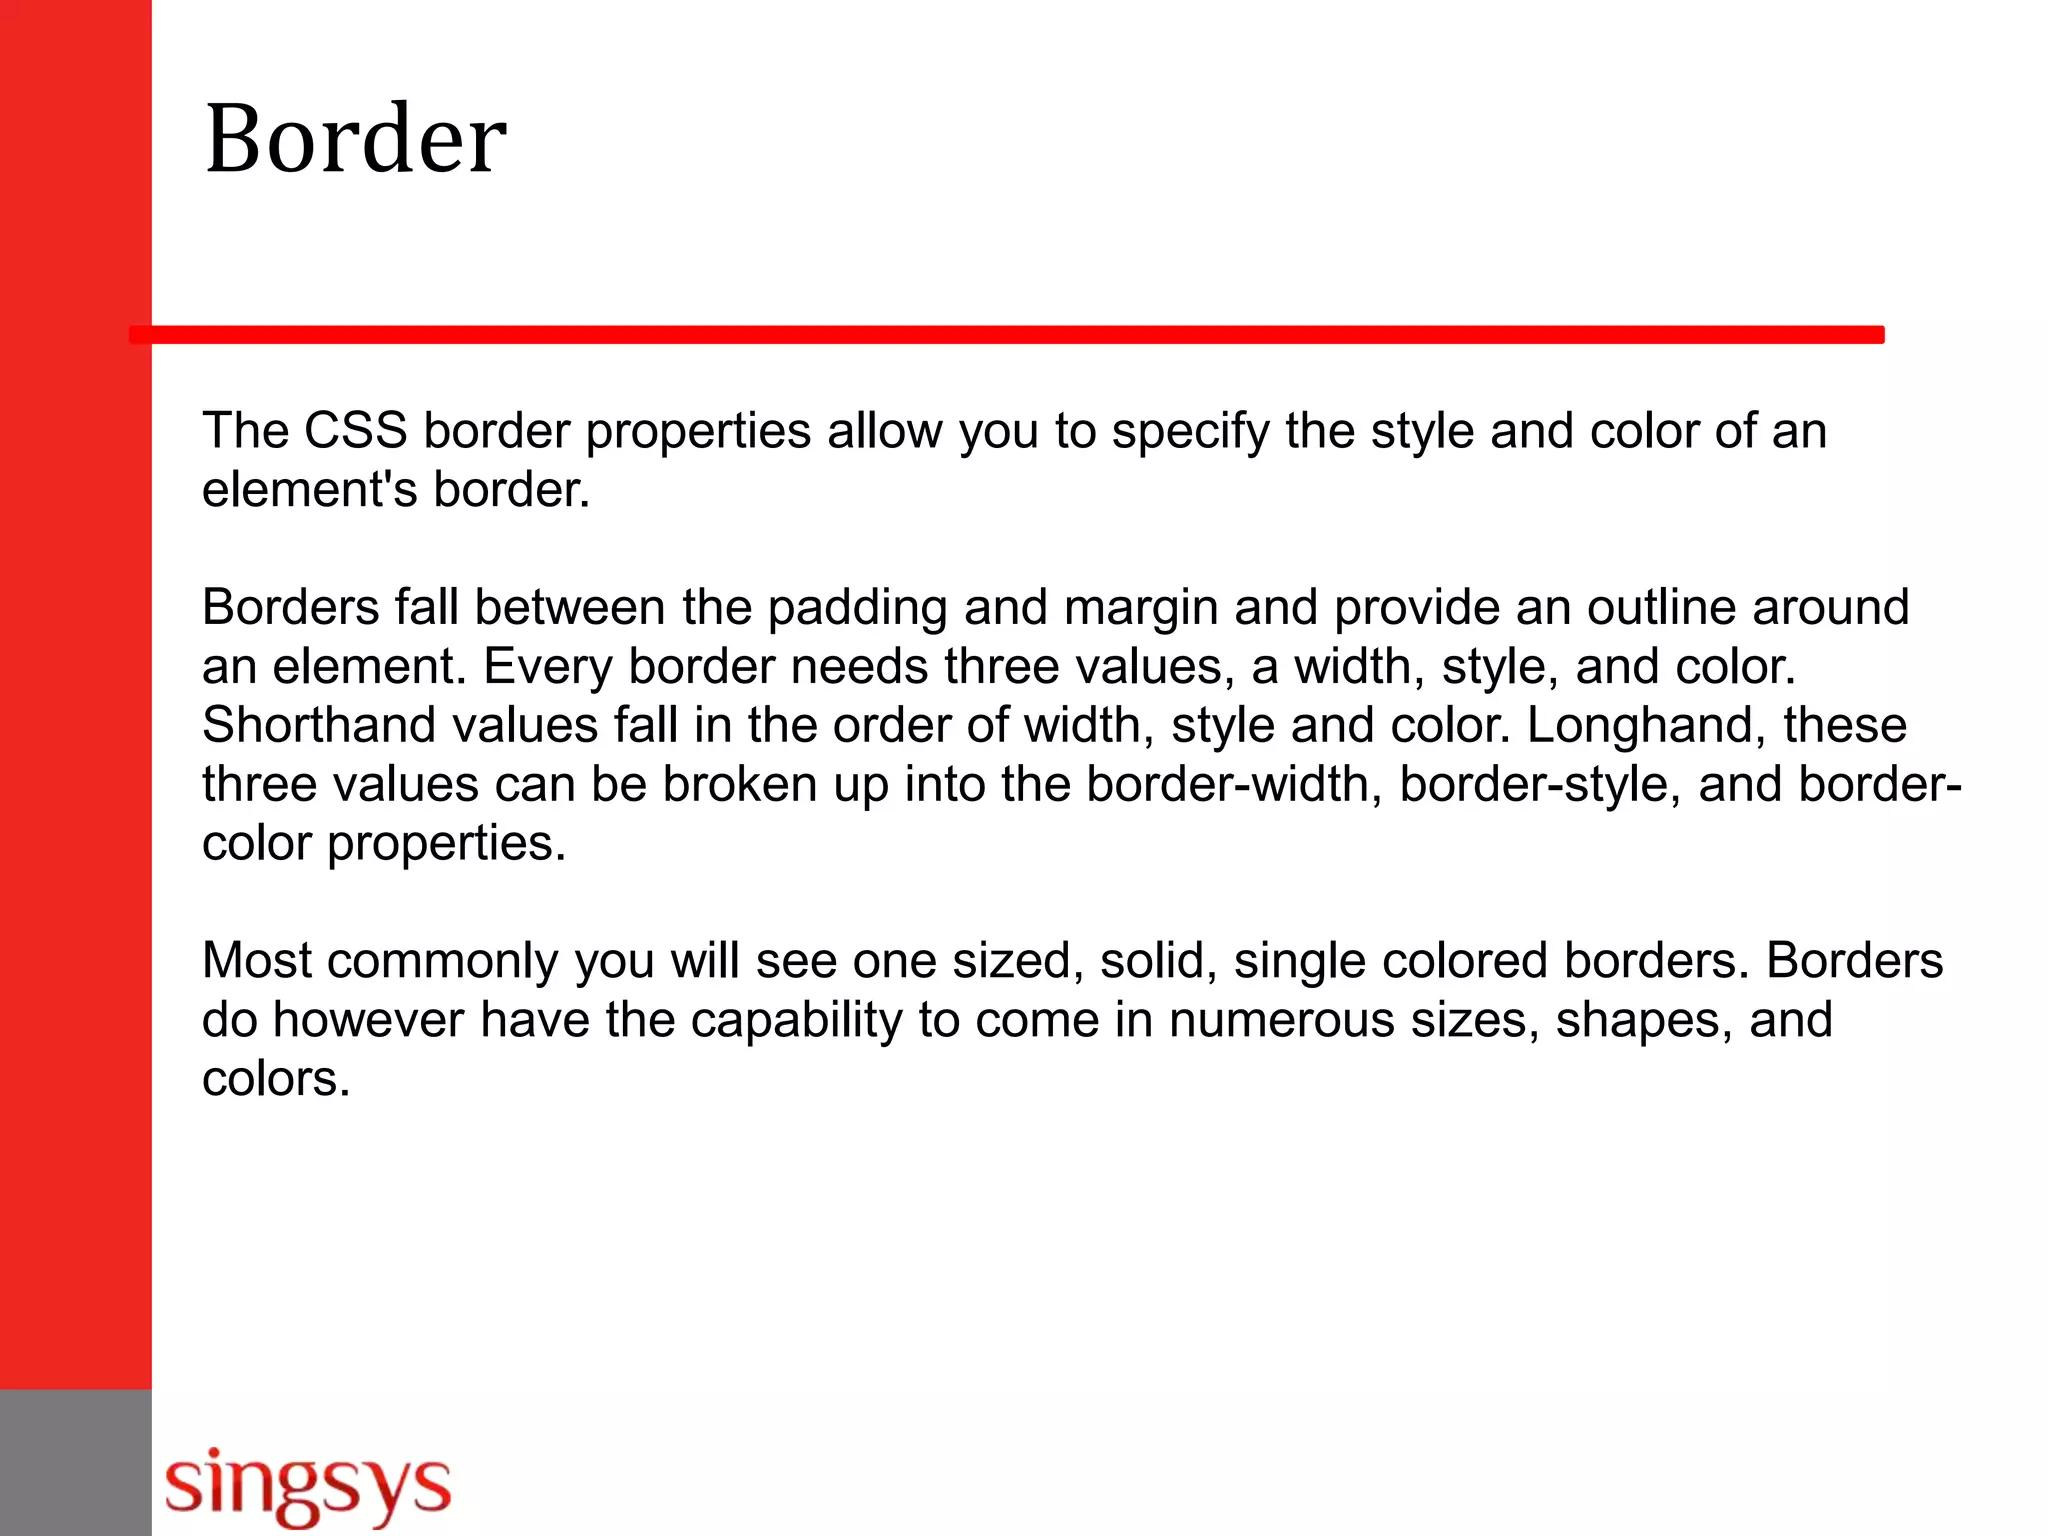 Border
The CSS border properties allow you to specify the style and color of an
element's border.
Borders fall between the padding and margin and provide an outline around
an element. Every border needs three values, a width, style, and color.
Shorthand values fall in the order of width, style and color. Longhand, these
three values can be broken up into the border-width, border-style, and border-
color properties.
Most commonly you will see one sized, solid, single colored borders. Borders
do however have the capability to come in numerous sizes, shapes, and
colors.
singsys